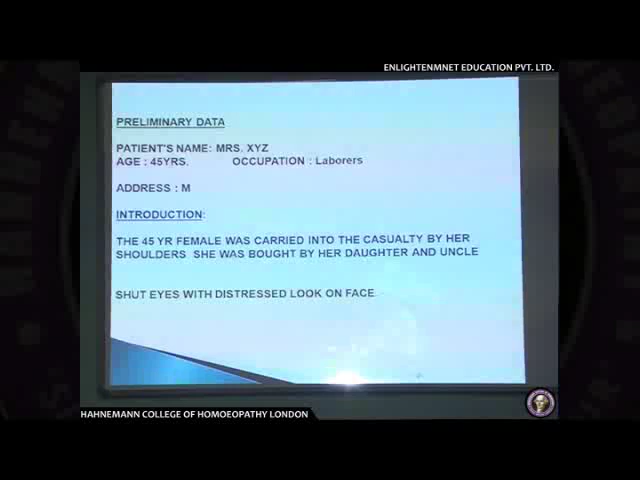 ENLIGHTENMNET EDUCATION PVT. LTD.
PRELIMINARY DATA
PATIENT'S NAME: MRS. XYZ
AGE : 45YRS. OCCUPATION : Laborers
ADDRESS : M
INTRODUCTION:
THE 45 YR FEMALE WAS CARRIED INTO THE CASUALTY BY HER
SHOULDERS SHE WAS BOUGHT BY HER DAUGHTER AND UNCLE
SHUT EYES WITH DISTRESSED LOOK ON FACE
HAHNEMANN COLLEGE OF HOMOEOPATHY LONDON